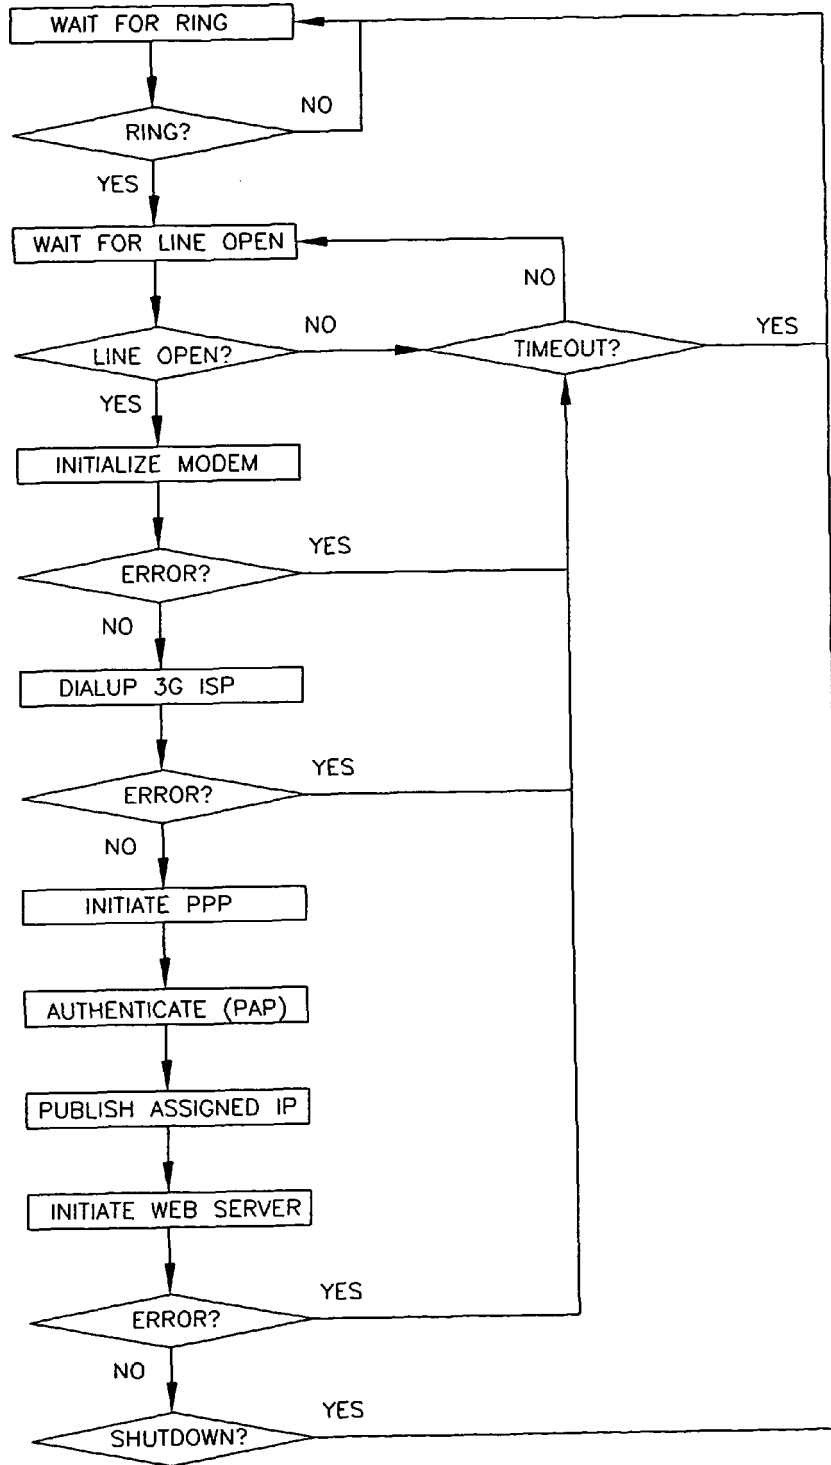 WAIT FOR RING
NO
RING?
YES
WAIT FOR LINE OPEN
NO
NO
YES
LINE OPEN?
TIMEOUT?
YES
INITIALIZE MODEM
YES
ERROR?
NO
DIALUP 3G ISP
YES
ERROR?
NO
INITIATE PPP
AUTHENTICATE (PAP)
PUBLISH ASSIGNED IP
INITIATE WEB SERVER
YES
ERROR?
NO
YES
SHUTDOWN?